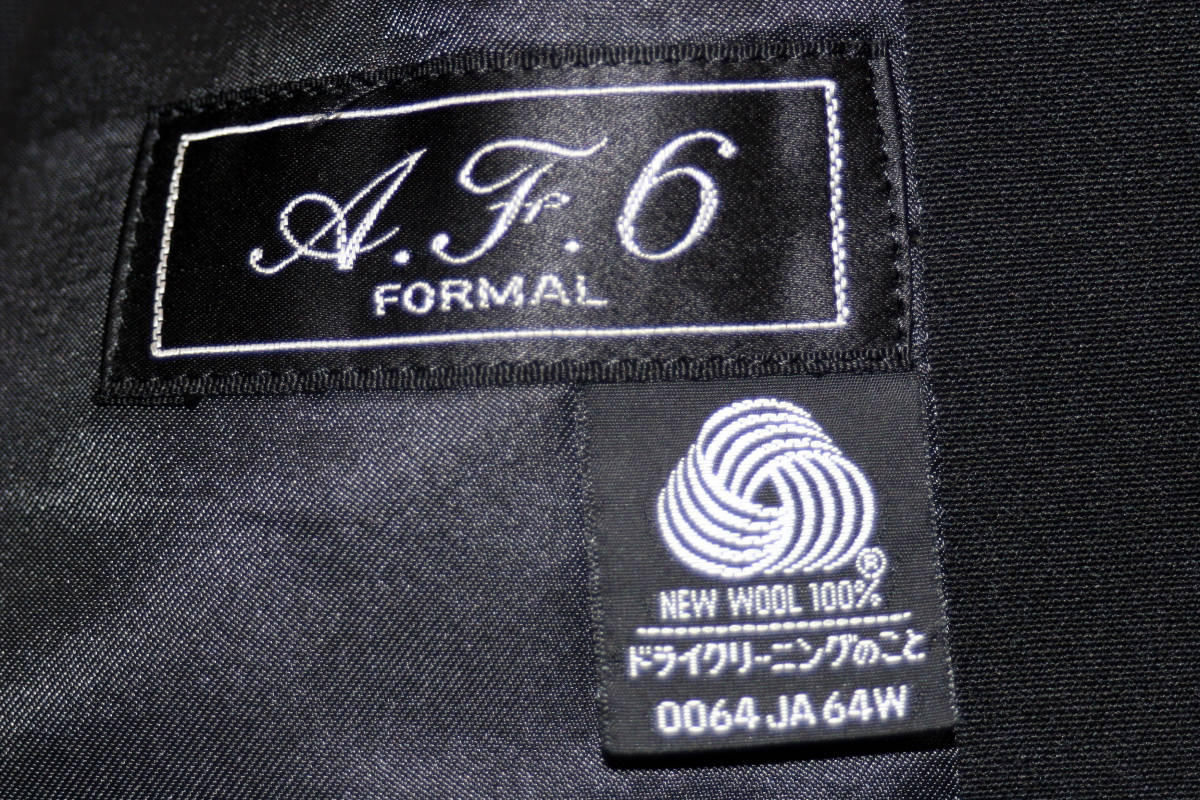 A.F.6
FORMAL
®
NEW WOOL 100%
ドライクリーニングのこと
0064 JA 64W